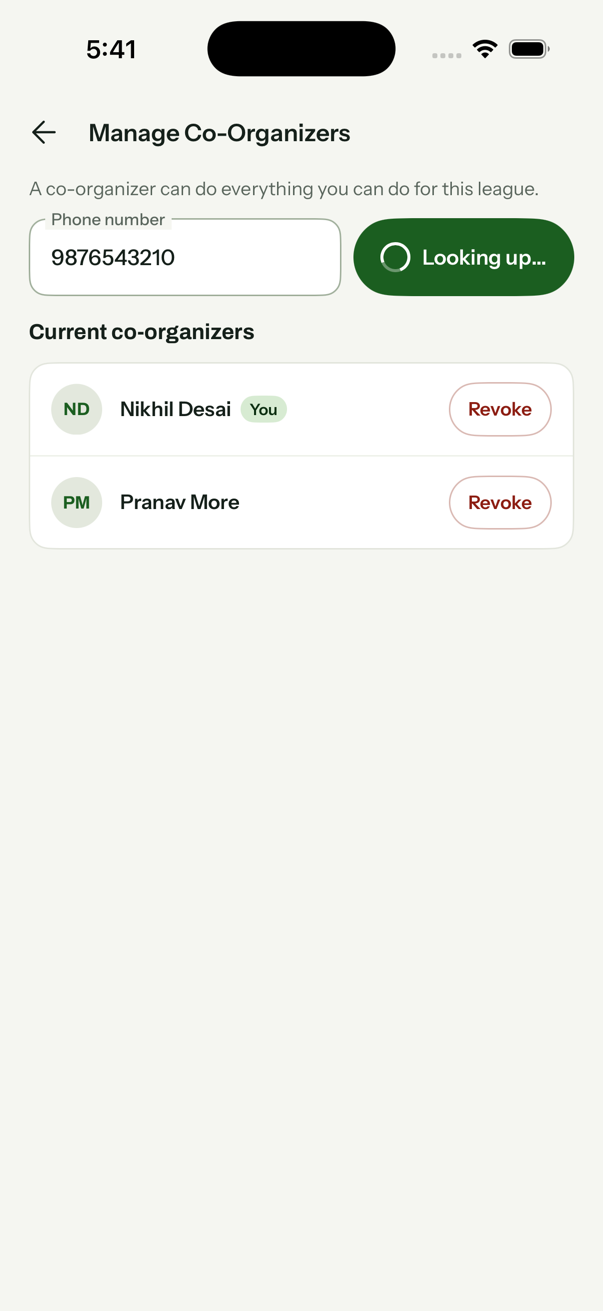 5:41
Manage Co-Organizers
A co-organizer can do everything you can do for this league.
Phone number
9876543210
Looking up...
Current co-organizers
ND
Nikhil Desai
You
Revoke
PM
Pranav More
Revoke